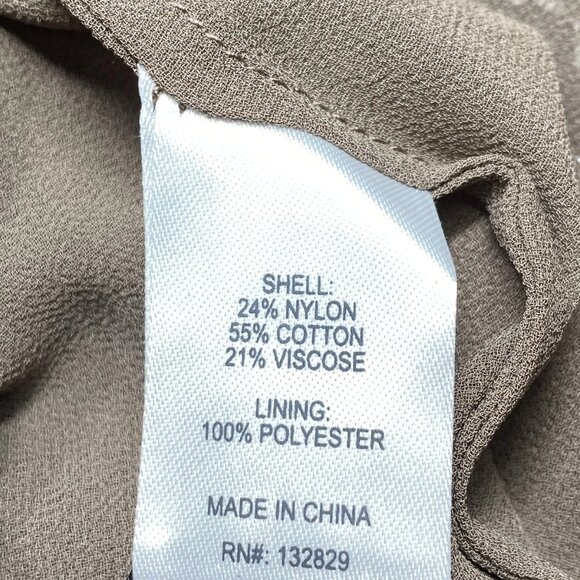 SHELL:
24% NYLON
55% COTTON
21% VISCOSE
LINING:
100% POLYESTER
MADE IN CHINA
RN#: 132829